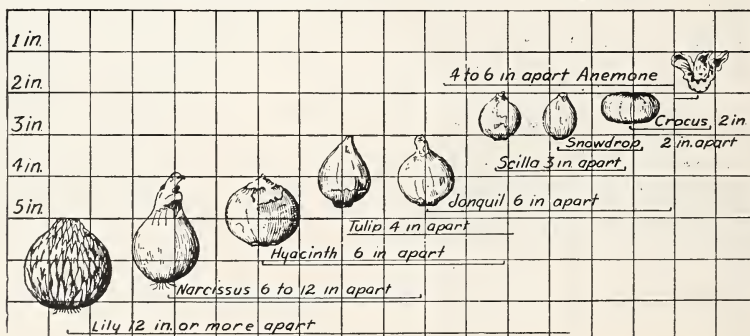 1 in.
2 in.
4 to 6 in apart Anemone
3 in
Crocus, 2 in
Snowdrop, 2 in. apart
4 in.
Scilla 3 in apart
5 in.
Jonquil 6 in apart
Tulip 4 in apart
Hyacinth 6 in apart
Narcissus 6 to 12 in apart
Lily 12 in. or more apart